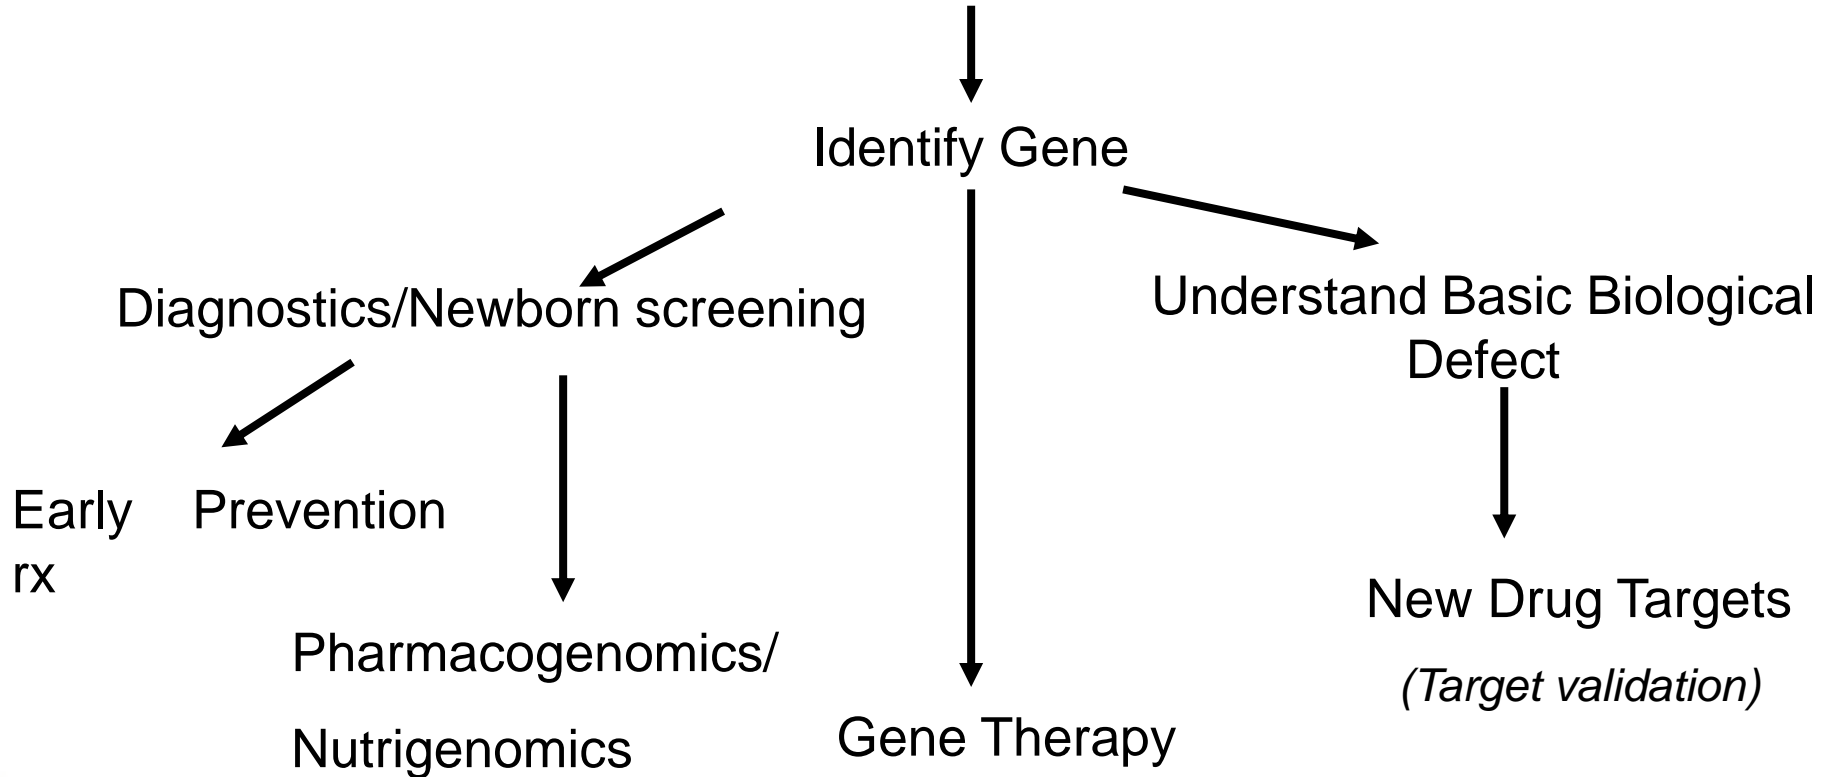 Identify Gene
Diagnostics/Newborn screening
Understand Basic Biological
Defect
Early
rx
Prevention
Pharmacogenomics/
Nutrigenomics
Gene Therapy
New Drug Targets
(Target validation)